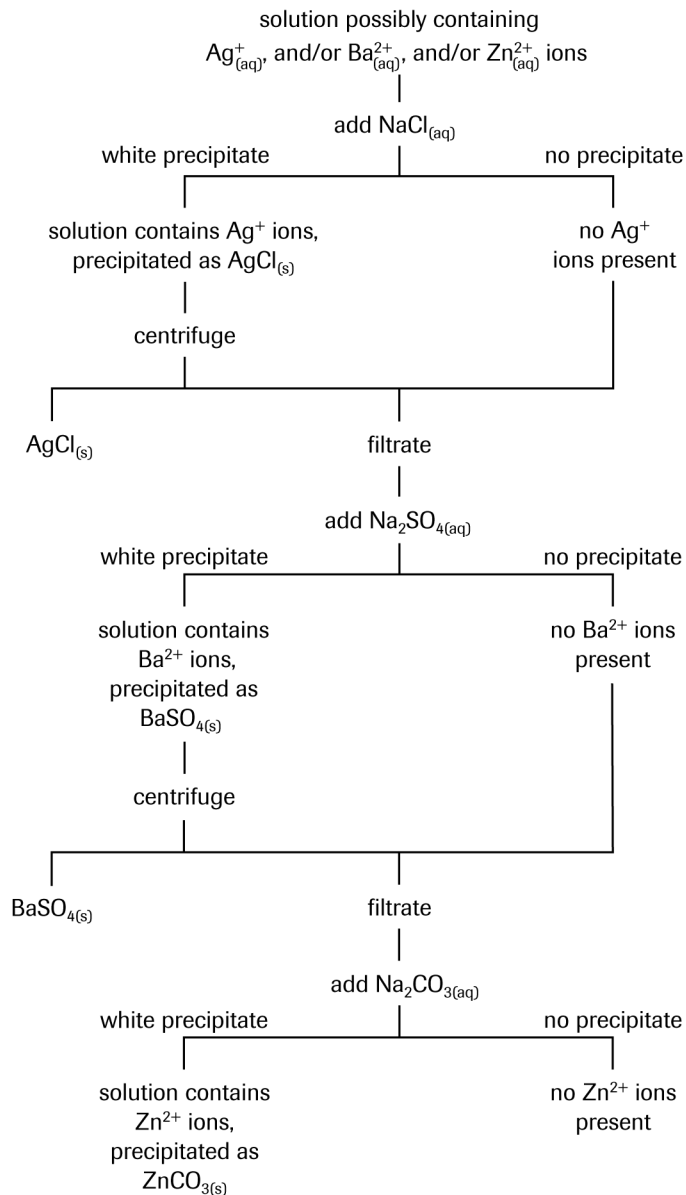 solution possibly containing
Ag⁺(aq), and/or Ba²⁺(aq), and/or Zn²⁺(aq) ions
add NaCl(aq)
white precipitate
no precipitate
solution contains Ag⁺ ions,
precipitated as AgCl(s)
no Ag⁺
ions present
centrifuge
AgCl(s)
filtrate
add Na₂SO₄(aq)
white precipitate
no precipitate
solution contains
Ba²⁺ ions,
precipitated as
BaSO₄(s)
no Ba²⁺ ions
present
centrifuge
BaSO₄(s)
filtrate
add Na₂CO₃(aq)
white precipitate
no precipitate
solution contains
Zn²⁺ ions,
precipitated as
ZnCO₃(s)
no Zn²⁺ ions
present